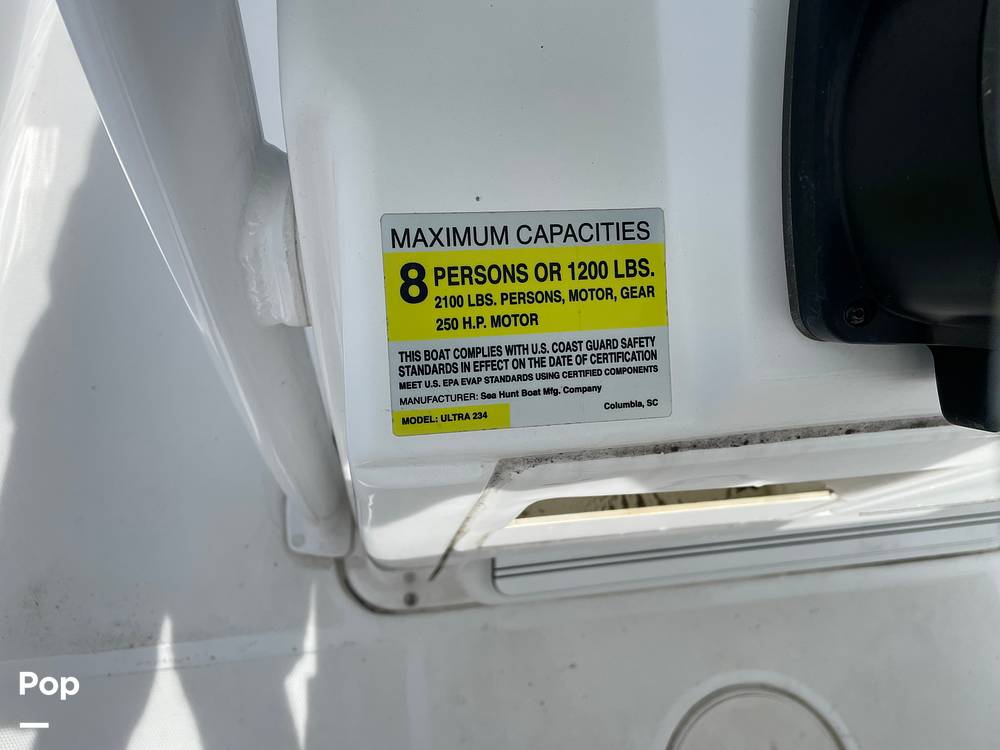 MAXIMUM CAPACITIES
8 PERSONS OR 1200 LBS.
2100 LBS. PERSONS, MOTOR, GEAR
250 H.P. MOTOR
THIS BOAT COMPLIES WITH U.S. COAST GUARD SAFETY
STANDARDS IN EFFECT ON THE DATE OF CERTIFICATION
MEET U.S. EPA EVAP STANDARDS USING CERTIFIED COMPONENTS
MANUFACTURER: Sea Hunt Boat Mfg. Company
Columbia, SC
MODEL: ULTRA 234
Pop